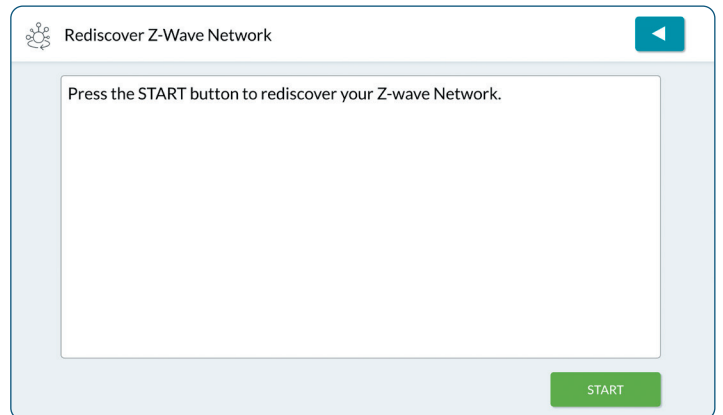 Rediscover Z-Wave Network
Press the START button to rediscover your Z-wave Network.
START